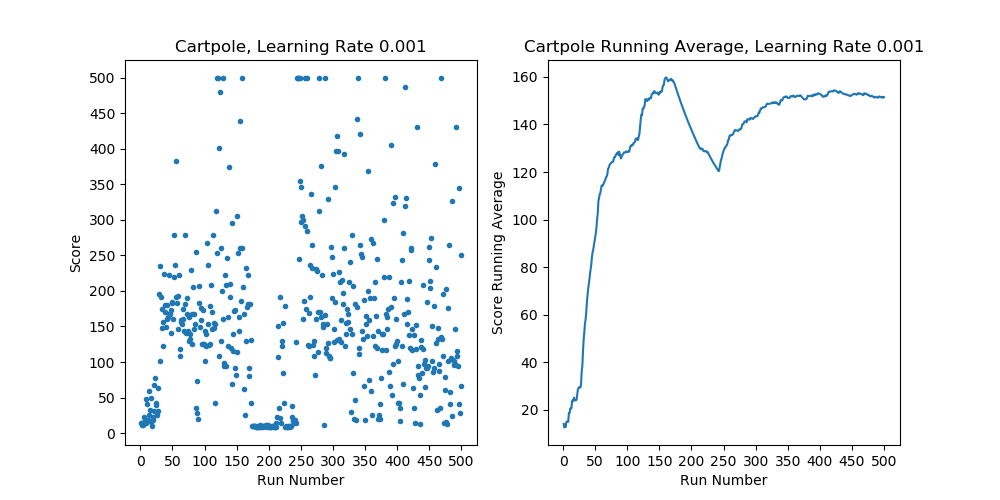 Cartpole, Learning Rate 0.001
Score
500
450
400
350
300
250
200
150
100
50
0
0 50 100 150 200 250 300 350 400 450 500
Run Number
Cartpole Running Average, Learning Rate 0.001
Score Running Average
160
140
120
100
80
60
40
20
0 50 100 150 200 250 300 350 400 450 500
Run Number